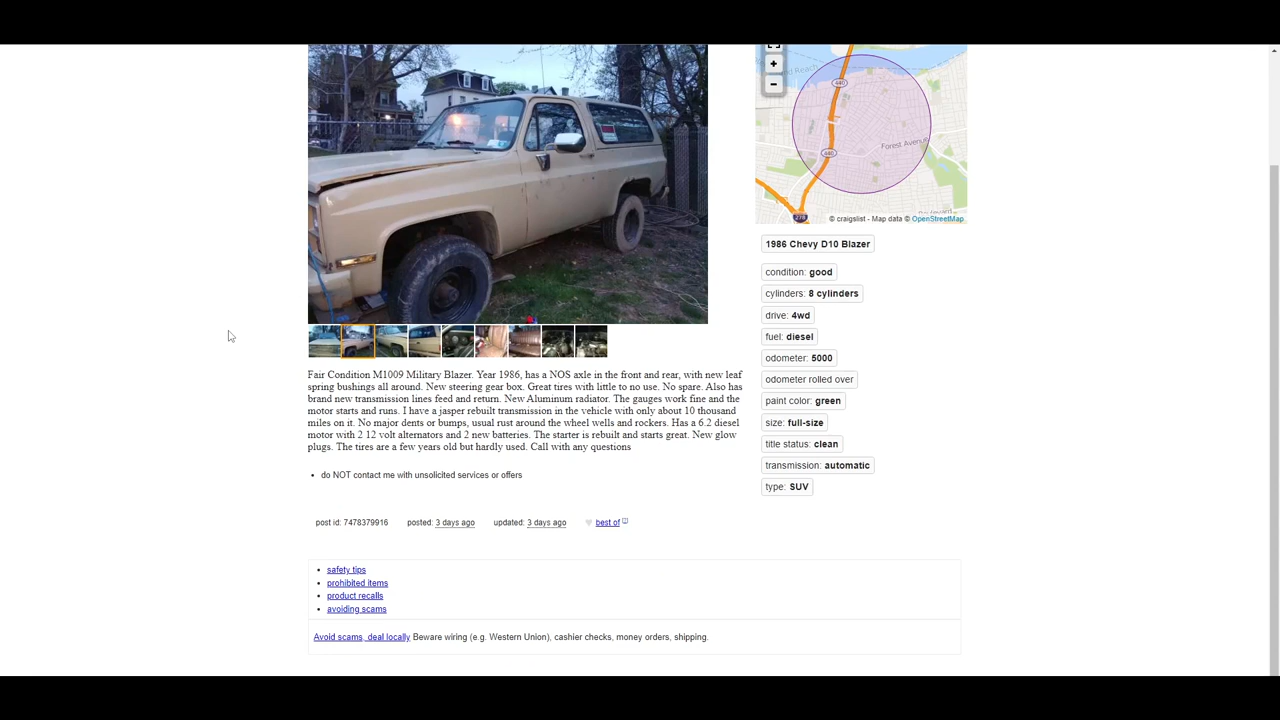 440
440
Forest Avenue
278
+
−
© craigslist - Map data © OpenStreetMap
1986 Chevy D10 Blazer
condition: good
cylinders: 8 cylinders
drive: 4wd
fuel: diesel
odometer: 5000
odometer rolled over
paint color: green
size: full-size
title status: clean
transmission: automatic
type: SUV
Fair Condition M1009 Military Blazer. Year 1986, has a NOS axle in the front and rear, with new leaf
spring bushings all around. New steering gear box. Great tires with little to no use. No spare. Also has
brand new transmission lines feed and return. New Aluminum radiator. The gauges work fine and the
motor starts and runs. I have a jasper rebuilt transmission in the vehicle with only about 10 thousand
miles on it. No major dents or bumps, usual rust around the wheel wells and rockers. Has a 6.2 diesel
motor with 2 12 volt alternators and 2 new batteries. The starter is rebuilt and starts great. New glow
plugs. The tires are a few years old but hardly used. Call with any questions
• do NOT contact me with unsolicited services or offers
post id: 7478379916 posted: 3 days ago updated: 3 days ago best of [?]
• safety tips
• prohibited items
• product recalls
• avoiding scams
Avoid scams, deal locally Beware wiring (e.g. Western Union), cashier checks, money orders, shipping.